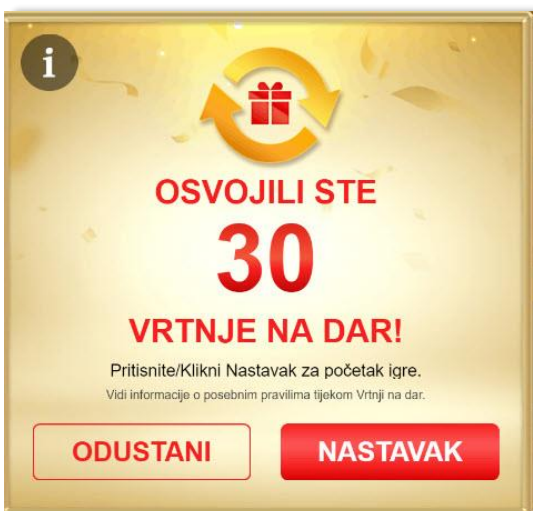 i
OSVOJILI STE
30
VRTNJE NA DAR!
Pritisnite/Klikni Nastavak za početak igre.
Vidi informacije o posebnim pravilima tijekom Vrtnji na dar.
ODUSTANI
NASTAVAK